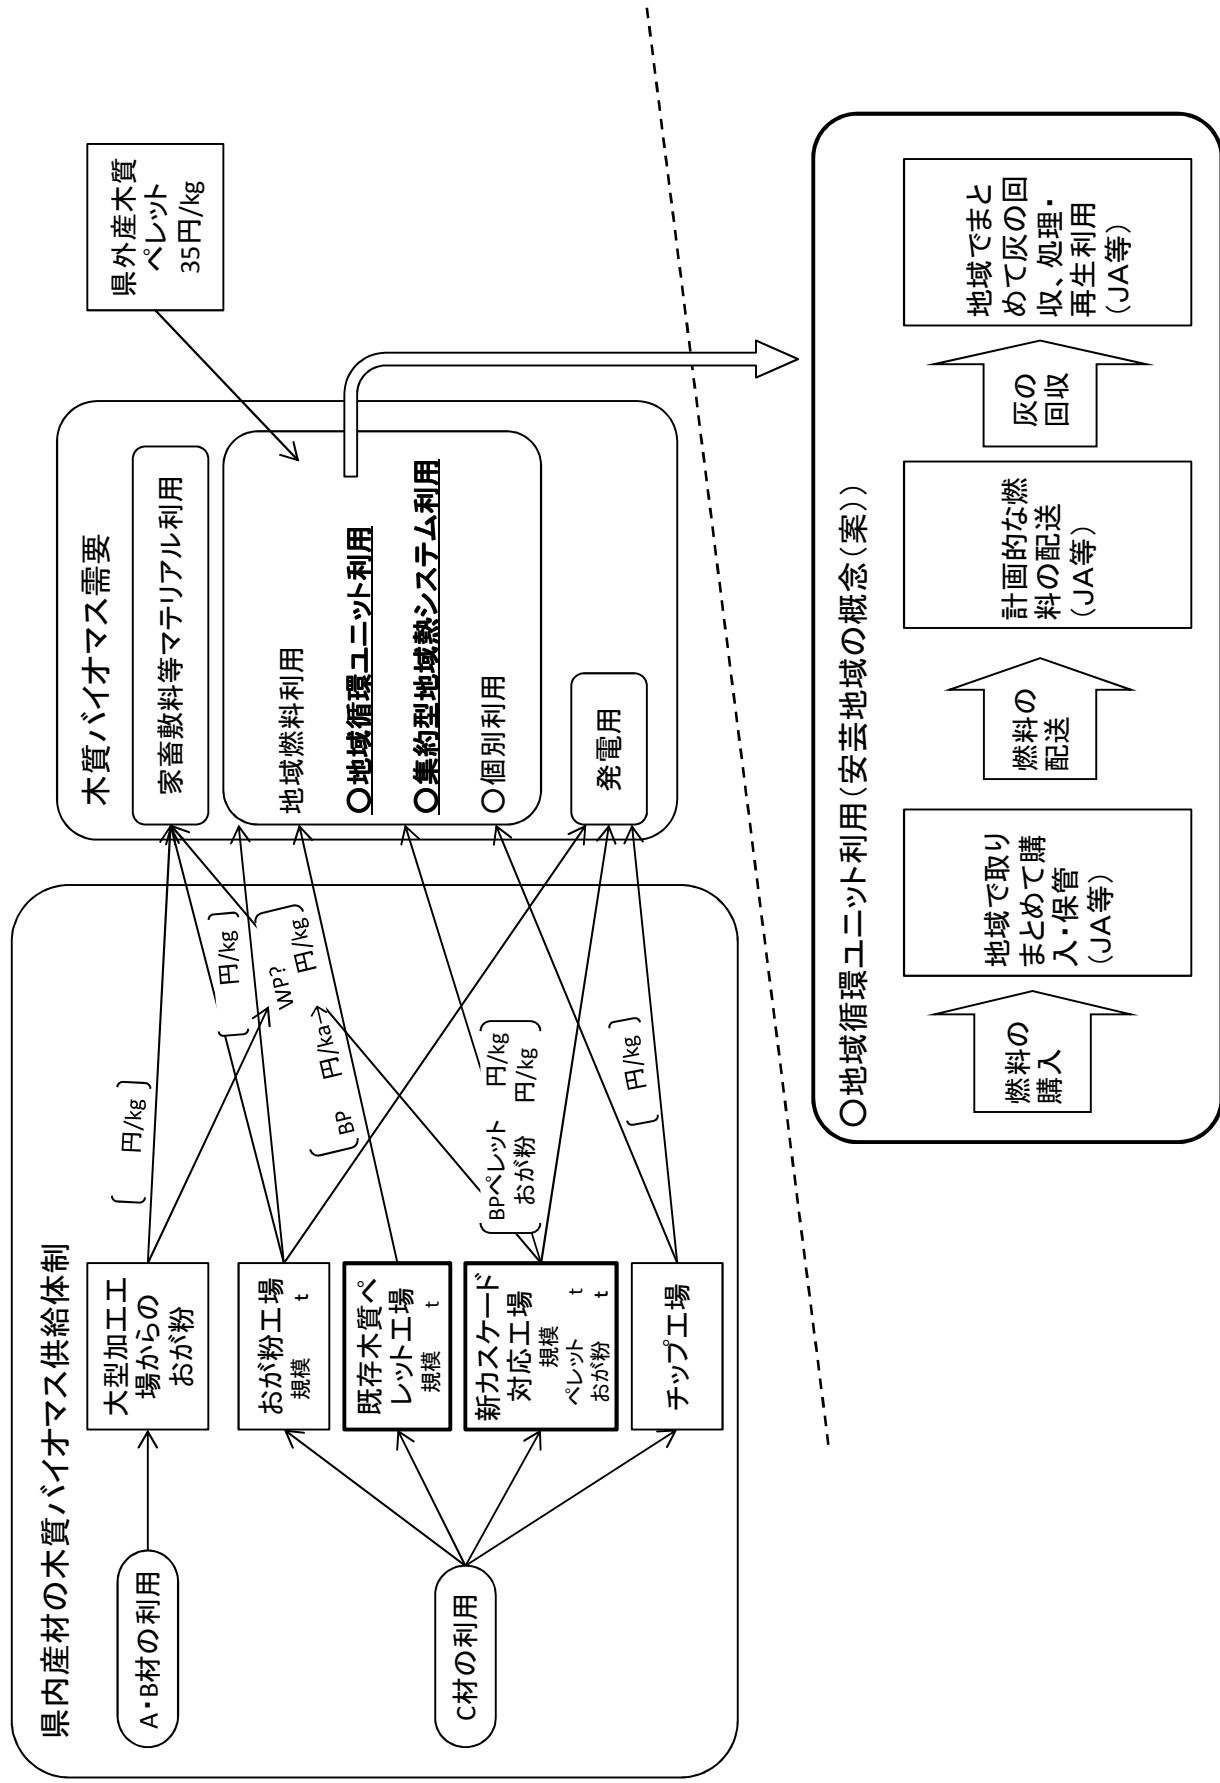 県内産材の木質バイオマス供給体制
A・B材の利用
C材の利用
大型加工工
場からの
おが粉
おが粉工場
規模　　t
既存木質ペ
レット工場
規模　　t
新カスケード
対応工場
規模
ペレット　　t
おが粉　　t
チップ工場
円/kg
円/kg
WP?
円/kg
BP　円/ka→
BPペレット　円/kg
おが粉　円/kg
円/kg
木質バイオマス需要
家畜敷料等マテリアル利用
地域燃料利用
○地域循環ユニット利用
○集約型地域熱システム利用
○個別利用
発電用
県外産木質
ペレット
35円/kg
○地域循環ユニット利用(安芸地域の概念(案))
燃料の
購入
地域で取り
まとめて購
入・保管
(JA等)
燃料の
配送
計画的な燃
料の配送
(JA等)
灰の
回収
地域でまと
めて灰の回
収、処理・
再生利用
(JA等)